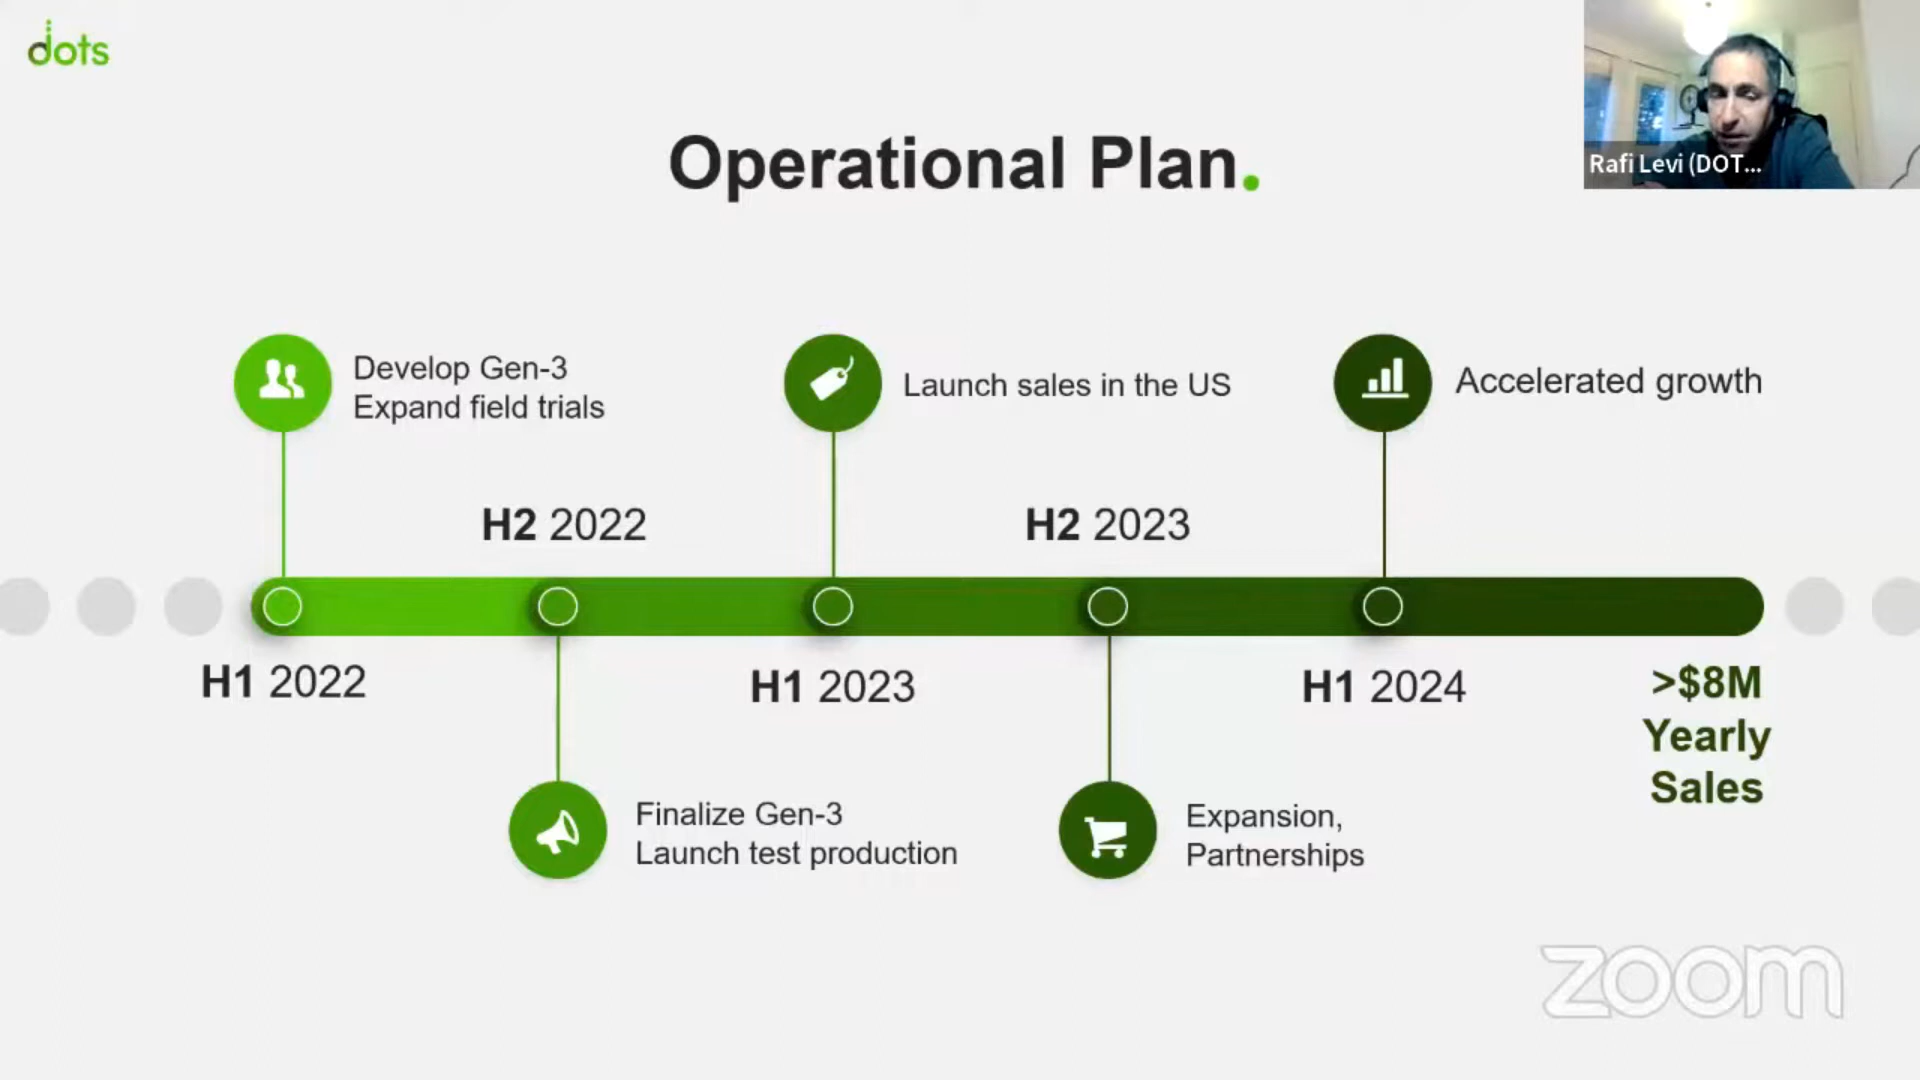 dots
Rafi Levi (DOT...
Operational Plan.
Develop Gen-3
Expand field trials
Launch sales in the US
Accelerated growth
H2 2022
H2 2023
H1 2022
H1 2023
H1 2024
>$8M
Yearly
Sales
Finalize Gen-3
Launch test production
Expansion,
Partnerships
zoom